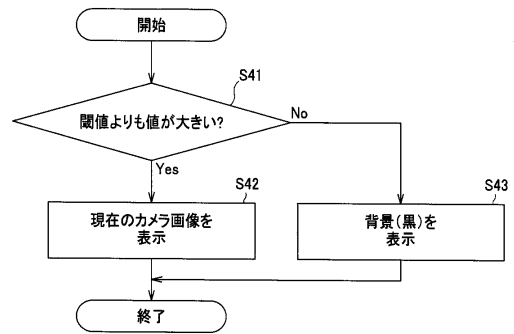 開始
S41
閾値よりも値が大きい?
No
Yes
S42
現在のカメラ画像を
表示
S43
背景(黒)を
表示
終了